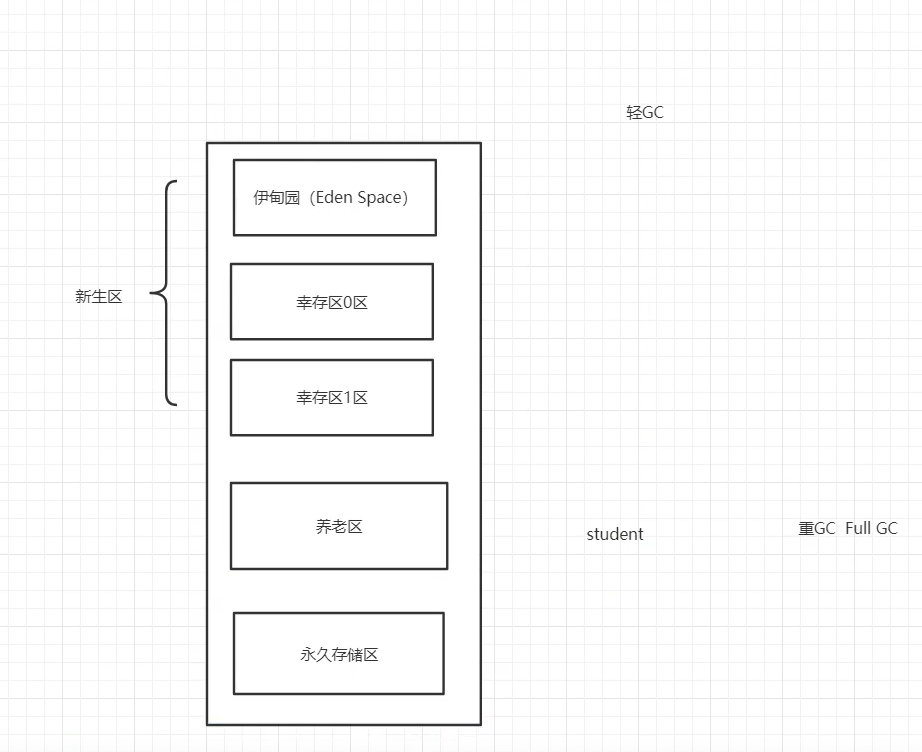 轻GC
伊甸园（Eden Space）
新生区
幸存区0区
幸存区1区
养老区
student
重GC Full GC
永久存储区